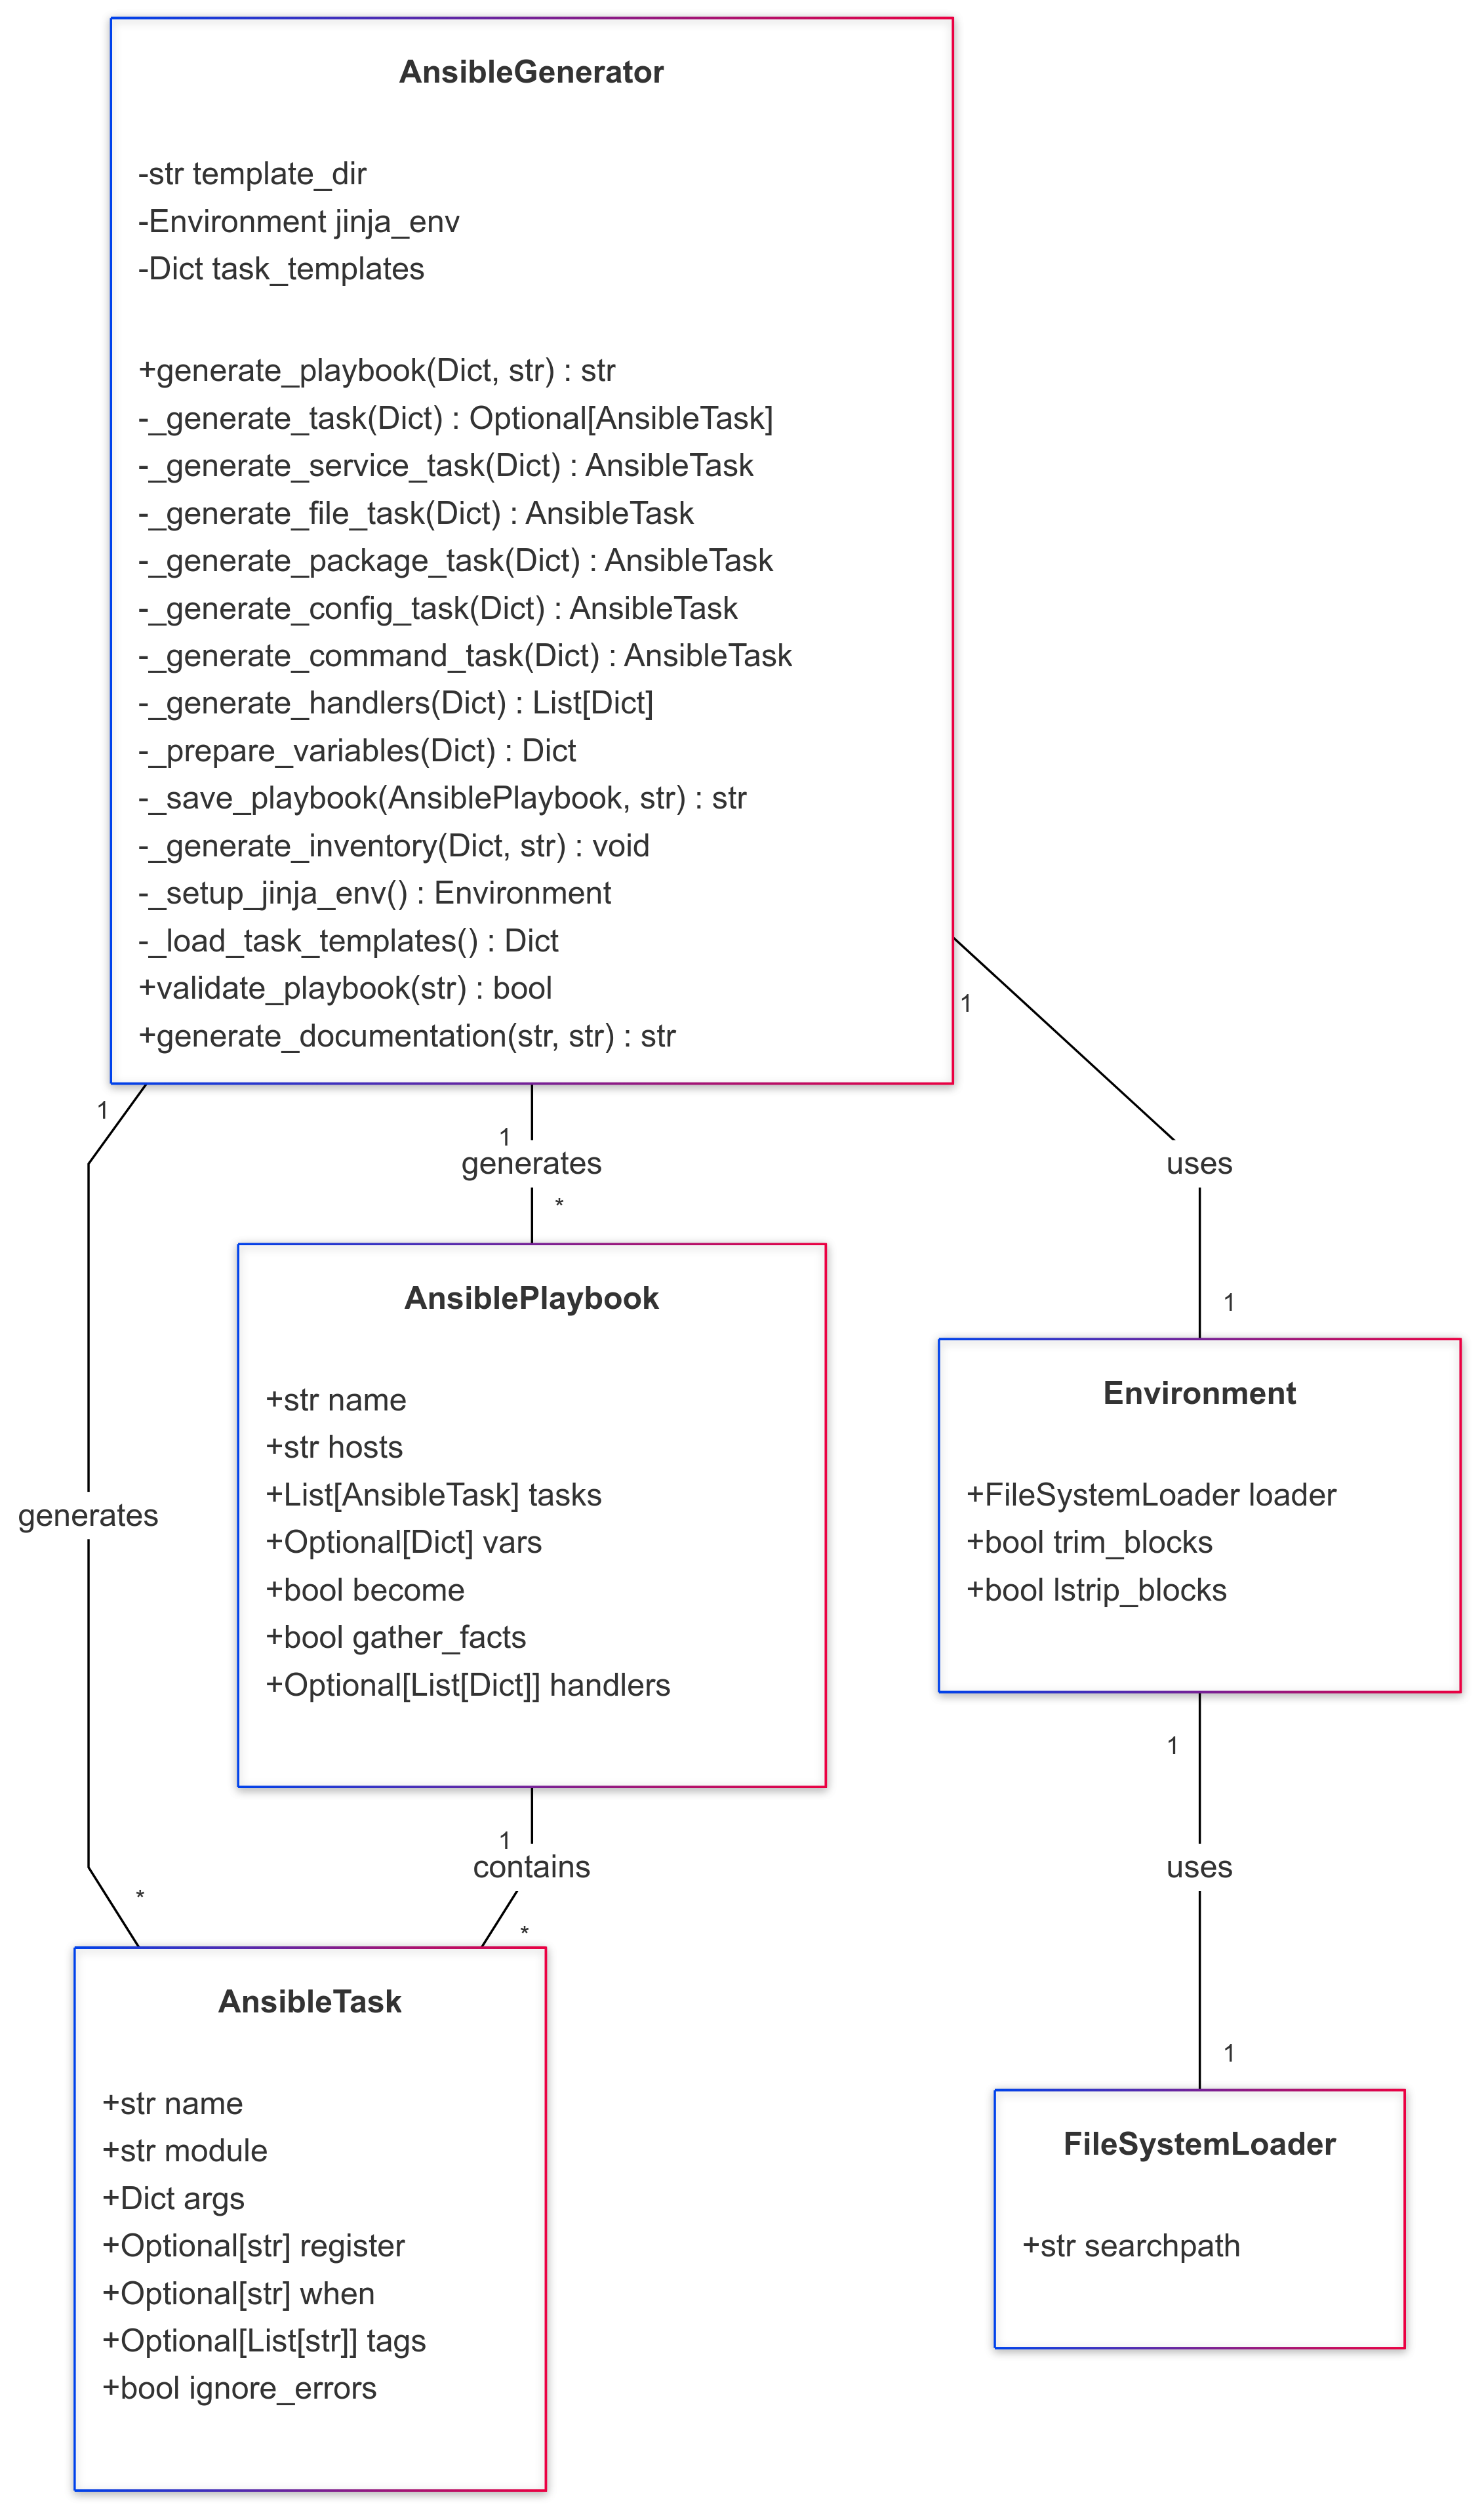 AnsibleGenerator
-str template_dir
-Environment jinja_env
-Dict task_templates
+generate_playbook(Dict, str) : str
-_generate_task(Dict) : Optional[AnsibleTask]
-_generate_service_task(Dict) : AnsibleTask
-_generate_file_task(Dict) : AnsibleTask
-_generate_package_task(Dict) : AnsibleTask
-_generate_config_task(Dict) : AnsibleTask
-_generate_command_task(Dict) : AnsibleTask
-_generate_handlers(Dict) : List[Dict]
-_prepare_variables(Dict) : Dict
-_save_playbook(AnsiblePlaybook, str) : str
-_generate_inventory(Dict, str) : void
-_setup_jinja_env() : Environment
-_load_task_templates() : Dict
+validate_playbook(str) : bool
+generate_documentation(str, str) : str
1
1
1
generates
uses
*
1
AnsiblePlaybook
+str name
+str hosts
+List[AnsibleTask] tasks
+Optional[Dict] vars
+bool become
+bool gather_facts
+Optional[List[Dict]] handlers
Environment
+FileSystemLoader loader
+bool trim_blocks
+bool lstrip_blocks
generates
1
uses
1
1
contains
*
*
AnsibleTask
+str name
+str module
+Dict args
+Optional[str] register
+Optional[str] when
+Optional[List[str]] tags
+bool ignore_errors
FileSystemLoader
+str searchpath